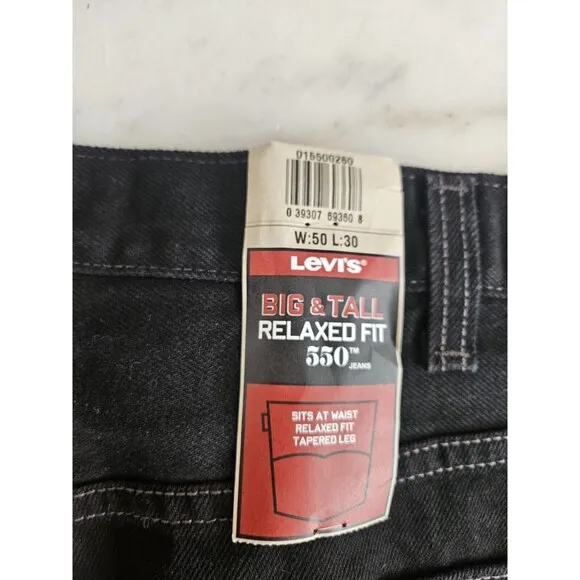 015500260
0 39307 69360 8
W:50 L:30
LEVI'S®
BIG & TALL
RELAXED FIT
550™
JEANS
SITS AT WAIST
RELAXED FIT
TAPERED LEG